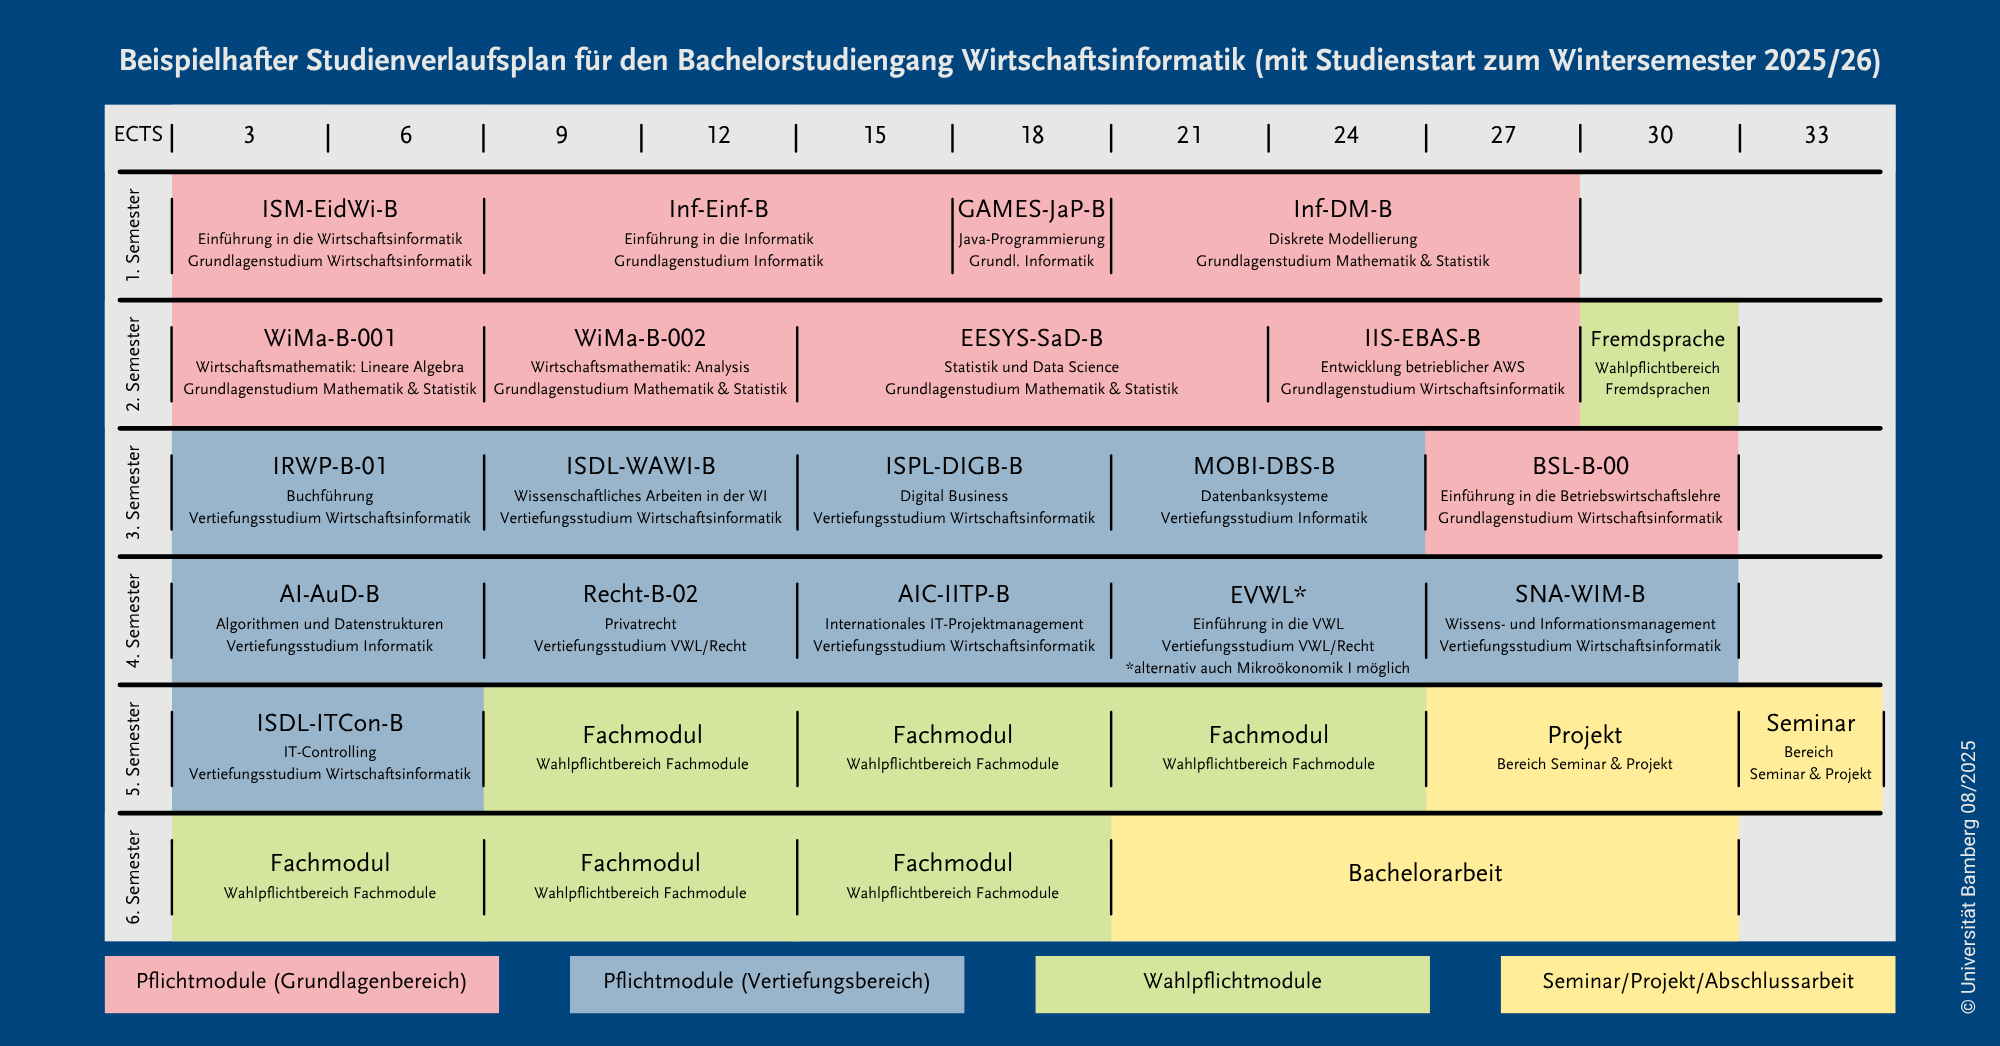 Beispielhafter Studienverlaufsplan für den Bachelorstudiengang Wirtschaftsinformatik (mit Studienstart zum Wintersemester 2025/26)
ECTS 3 6 9 12 15 18 21 24 27 30 33
1. Semester
ISM-EidWi-B
Einführung in die Wirtschaftsinformatik
Grundlagenstudium Wirtschaftsinformatik
Inf-Einf-B
Einführung in die Informatik
Grundlagenstudium Informatik
GAMES-JaP-B
Java-Programmierung
Grundl. Informatik
Inf-DM-B
Diskrete Modellierung
Grundlagenstudium Mathematik & Statistik
2. Semester
WiMa-B-001
Wirtschaftsmathematik: Lineare Algebra
Grundlagenstudium Mathematik & Statistik
WiMa-B-002
Wirtschaftsmathematik: Analysis
Grundlagenstudium Mathematik & Statistik
EESYS-SaD-B
Statistik und Data Science
Grundlagenstudium Mathematik & Statistik
IIS-EBAS-B
Entwicklung betrieblicher AWS
Grundlagenstudium Wirtschaftsinformatik
Fremdsprache
Wahlpflichtbereich
Fremdsprachen
3. Semester
IRWP-B-01
Buchführung
Vertiefungsstudium Wirtschaftsinformatik
ISDL-WAWI-B
Wissenschaftliches Arbeiten in der WI
Vertiefungsstudium Wirtschaftsinformatik
ISPL-DIGB-B
Digital Business
Vertiefungsstudium Wirtschaftsinformatik
MOBI-DBS-B
Datenbanksysteme
Vertiefungsstudium Informatik
BSL-B-00
Einführung in die Betriebswirtschaftslehre
Grundlagenstudium Wirtschaftsinformatik
4. Semester
AI-AuD-B
Algorithmen und Datenstrukturen
Vertiefungsstudium Informatik
Recht-B-02
Privatrecht
Vertiefungsstudium VWL/Recht
AIC-IITP-B
Internationales IT-Projektmanagement
Vertiefungsstudium Wirtschaftsinformatik
EVWL*
Einführung in die VWL
Vertiefungsstudium VWL/Recht
*alternativ auch Mikroökonomik I möglich
SNA-WIM-B
Wissens- und Informationsmanagement
Vertiefungsstudium Wirtschaftsinformatik
5. Semester
ISDL-ITCon-B
IT-Controlling
Vertiefungsstudium Wirtschaftsinformatik
Fachmodul
Wahlpflichtbereich Fachmodule
Fachmodul
Wahlpflichtbereich Fachmodule
Fachmodul
Wahlpflichtbereich Fachmodule
Projekt
Bereich Seminar & Projekt
Seminar
Bereich
Seminar & Projekt
6. Semester
Fachmodul
Wahlpflichtbereich Fachmodule
Fachmodul
Wahlpflichtbereich Fachmodule
Fachmodul
Wahlpflichtbereich Fachmodule
Bachelorarbeit
Pflichtmodule (Grundlagenbereich)
Pflichtmodule (Vertiefungsbereich)
Wahlpflichtmodule
Seminar/Projekt/Abschlussarbeit
© Universität Bamberg 08/2025